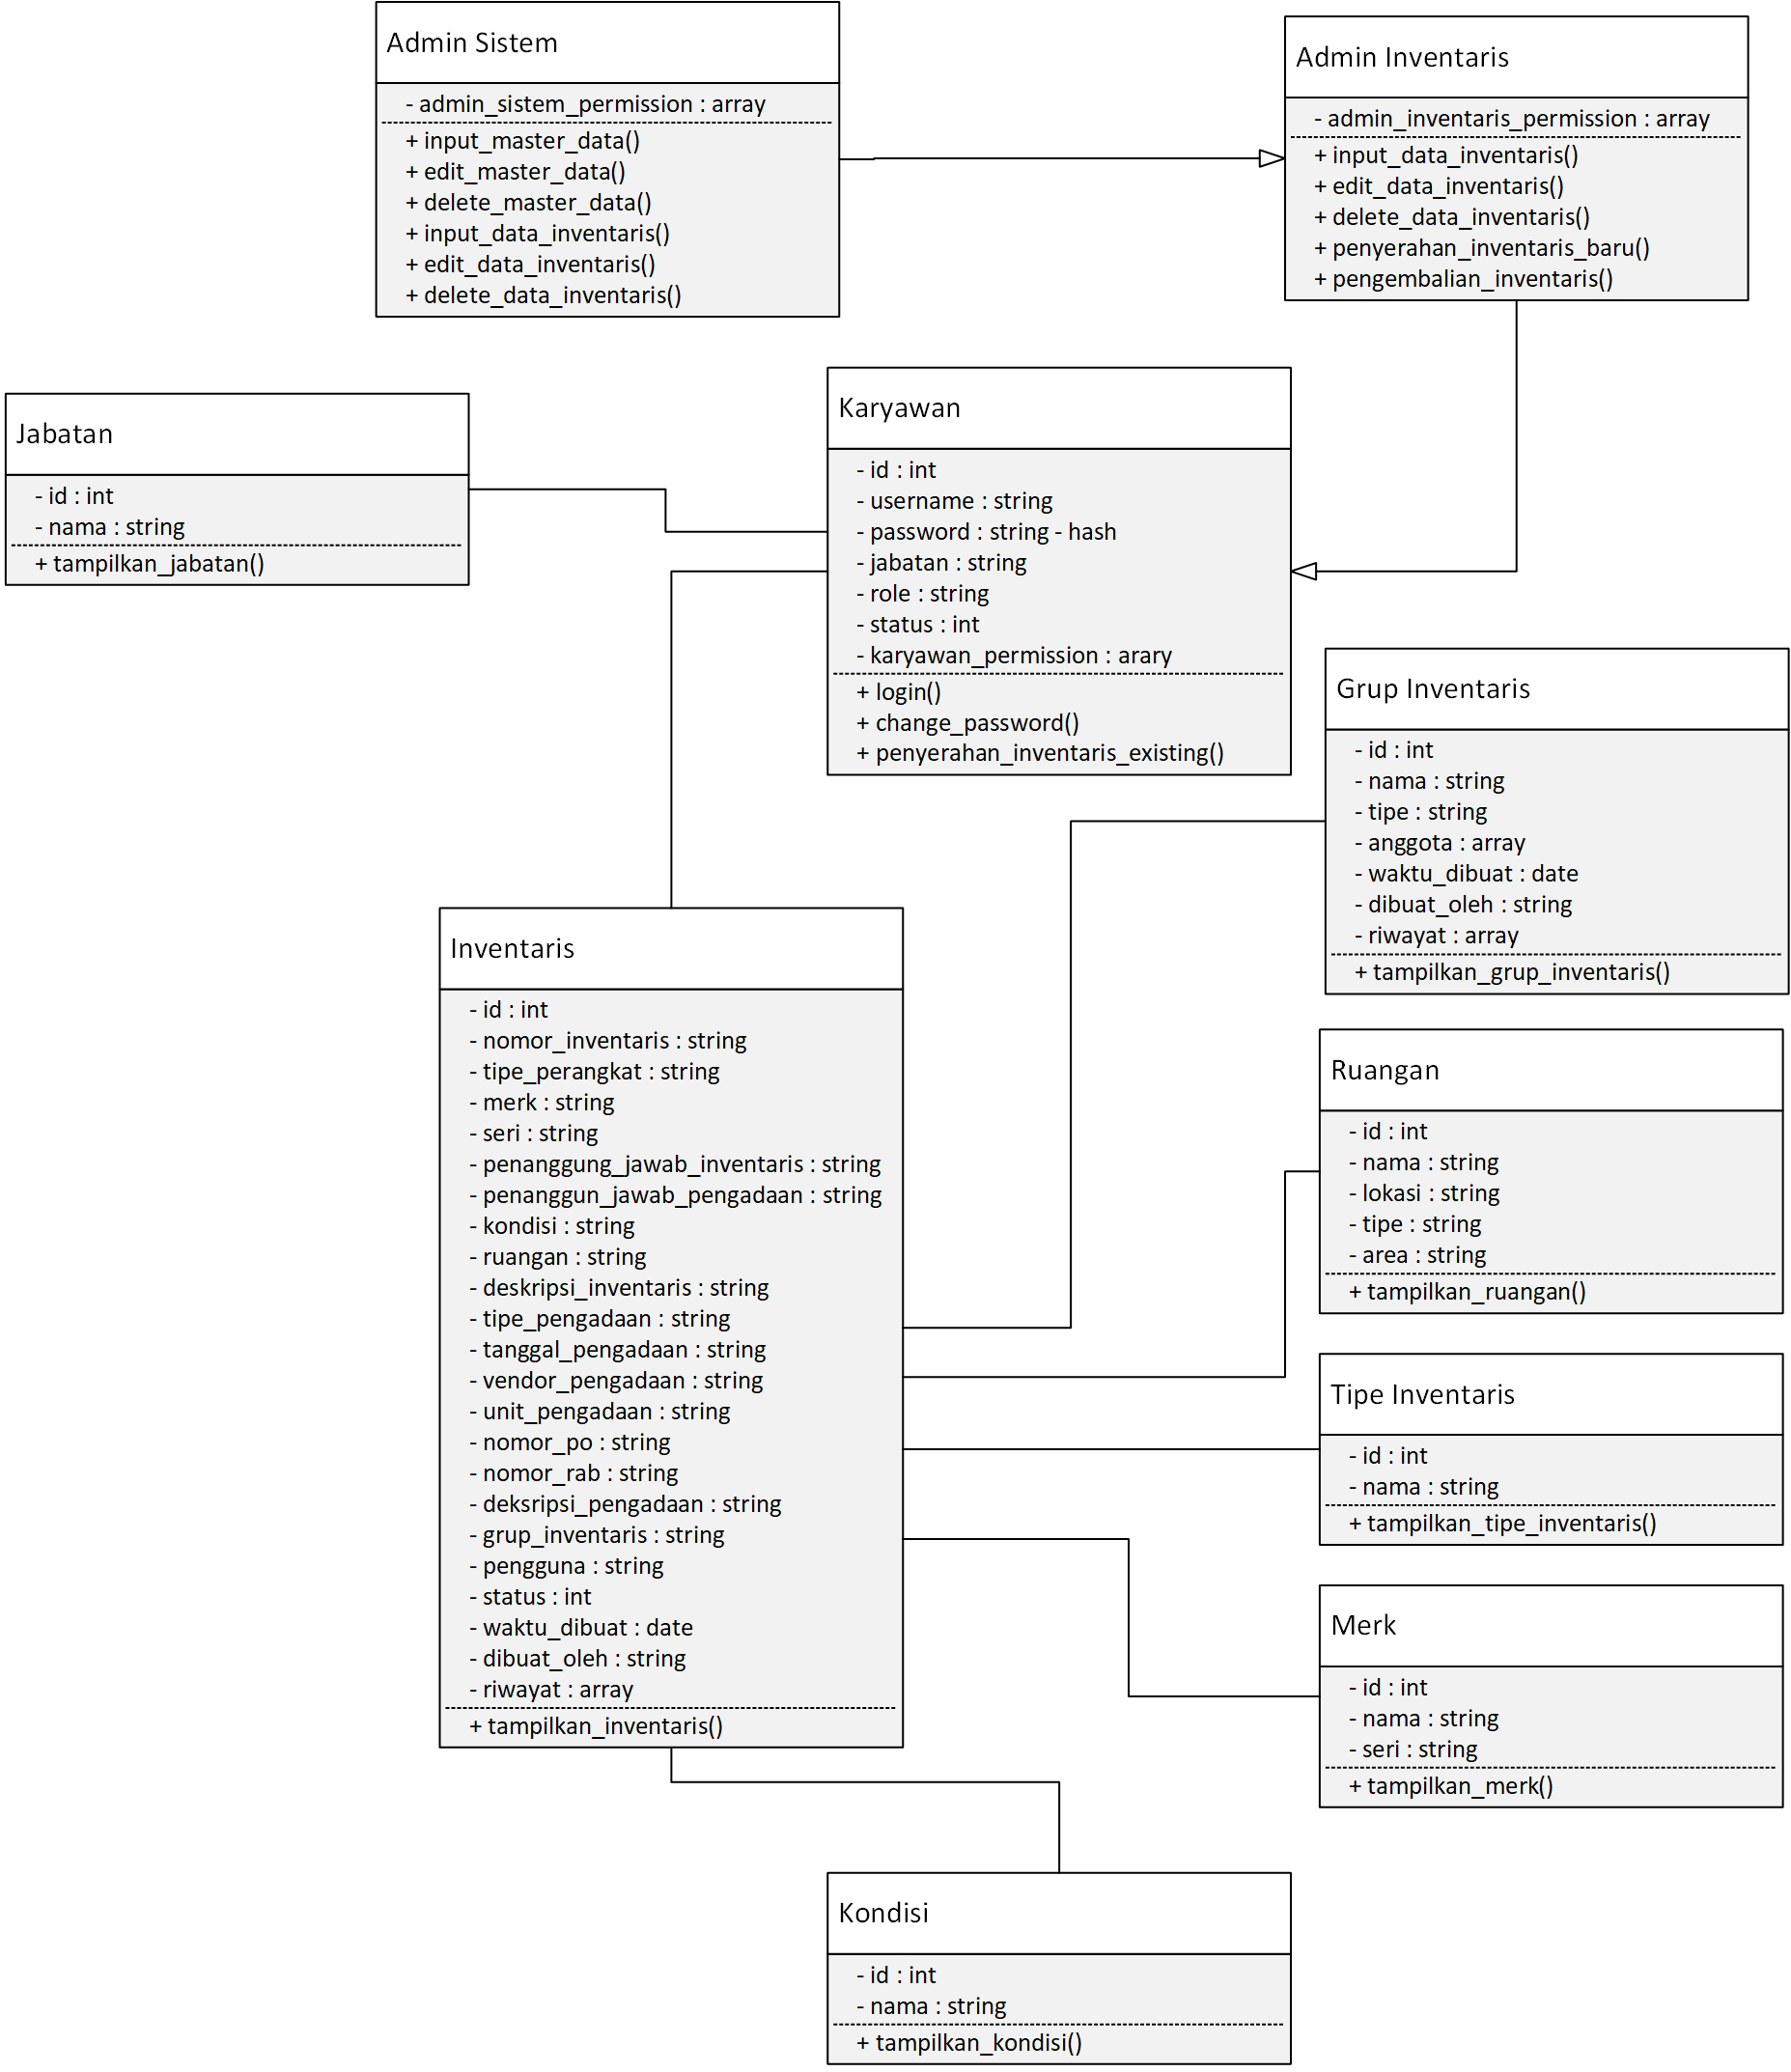 Admin Sistem
- admin_sistem_permission : array
+ input_master_data()
+ edit_master_data()
+ delete_master_data()
+ input_data_inventaris()
+ edit_data_inventaris()
+ delete_data_inventaris()
Admin Inventaris
- admin_inventaris_permission : array
+ input_data_inventaris()
+ edit_data_inventaris()
+ delete_data_inventaris()
+ penyerahan_inventaris_baru()
+ pengembalian_inventaris()
Jabatan
- id : int
- nama : string
+ tampilkan_jabatan()
Karyawan
- id : int
- username : string
- password : string - hash
- jabatan : string
- role : string
- status : int
- karyawan_permission : arary
+ login()
+ change_password()
+ penyerahan_inventaris_existing()
Grup Inventaris
- id : int
- nama : string
- tipe : string
- anggota : array
- waktu_dibuat : date
- dibuat_oleh : string
- riwayat : array
+ tampilkan_grup_inventaris()
Inventaris
- id : int
- nomor_inventaris : string
- tipe_perangkat : string
- merk : string
- seri : string
- penanggung_jawab_inventaris : string
- penanggun_jawab_pengadaan : string
- kondisi : string
- ruangan : string
- deskripsi_inventaris : string
- tipe_pengadaan : string
- tanggal_pengadaan : string
- vendor_pengadaan : string
- unit_pengadaan : string
- nomor_po : string
- nomor_rab : string
- deksripsi_pengadaan : string
- grup_inventaris : string
- pengguna : string
- status : int
- waktu_dibuat : date
- dibuat_oleh : string
- riwayat : array
+ tampilkan_inventaris()
Ruangan
- id : int
- nama : string
- lokasi : string
- tipe : string
- area : string
+ tampilkan_ruangan()
Tipe Inventaris
- id : int
- nama : string
+ tampilkan_tipe_inventaris()
Merk
- id : int
- nama : string
- seri : string
+ tampilkan_merk()
Kondisi
- id : int
- nama : string
+ tampilkan_kondisi()